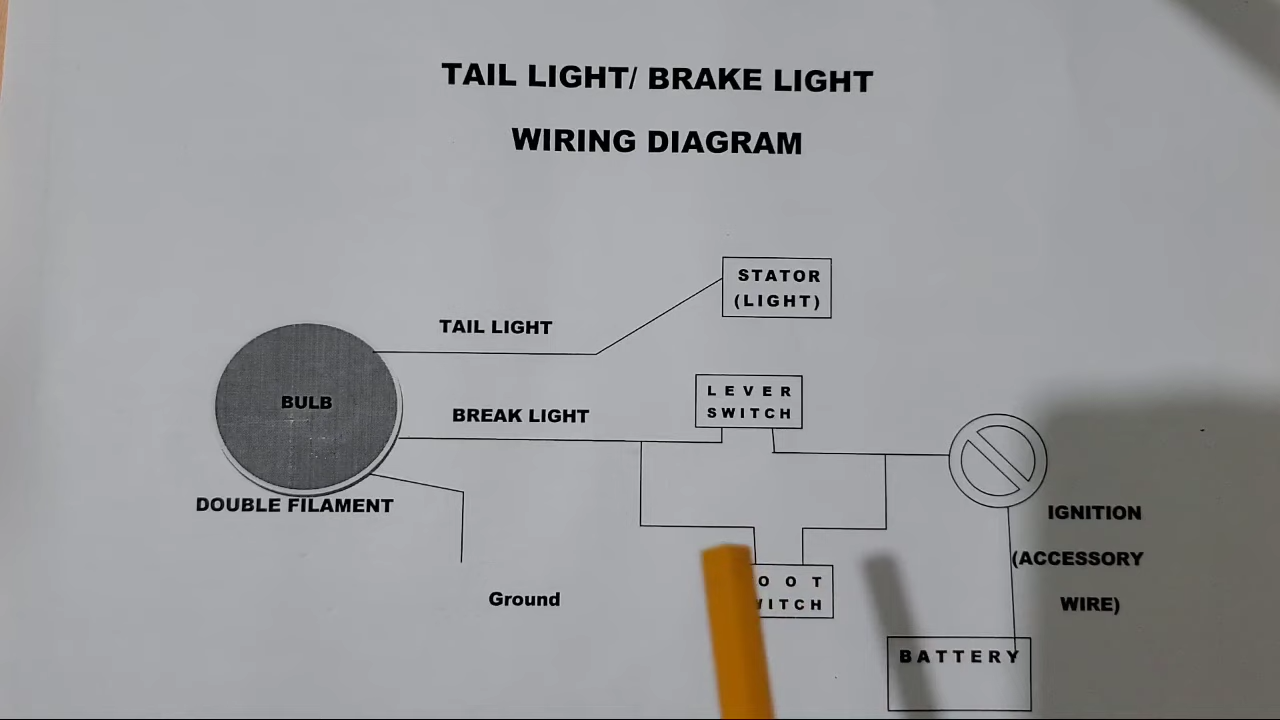 TAIL LIGHT/ BRAKE LIGHT
WIRING DIAGRAM
STATOR
(LIGHT)
TAIL LIGHT
LEVER
SWITCH
BULB
BREAK LIGHT
DOUBLE FILAMENT
IGNITION
(ACCESSORY
WIRE)
Ground
BATTERY